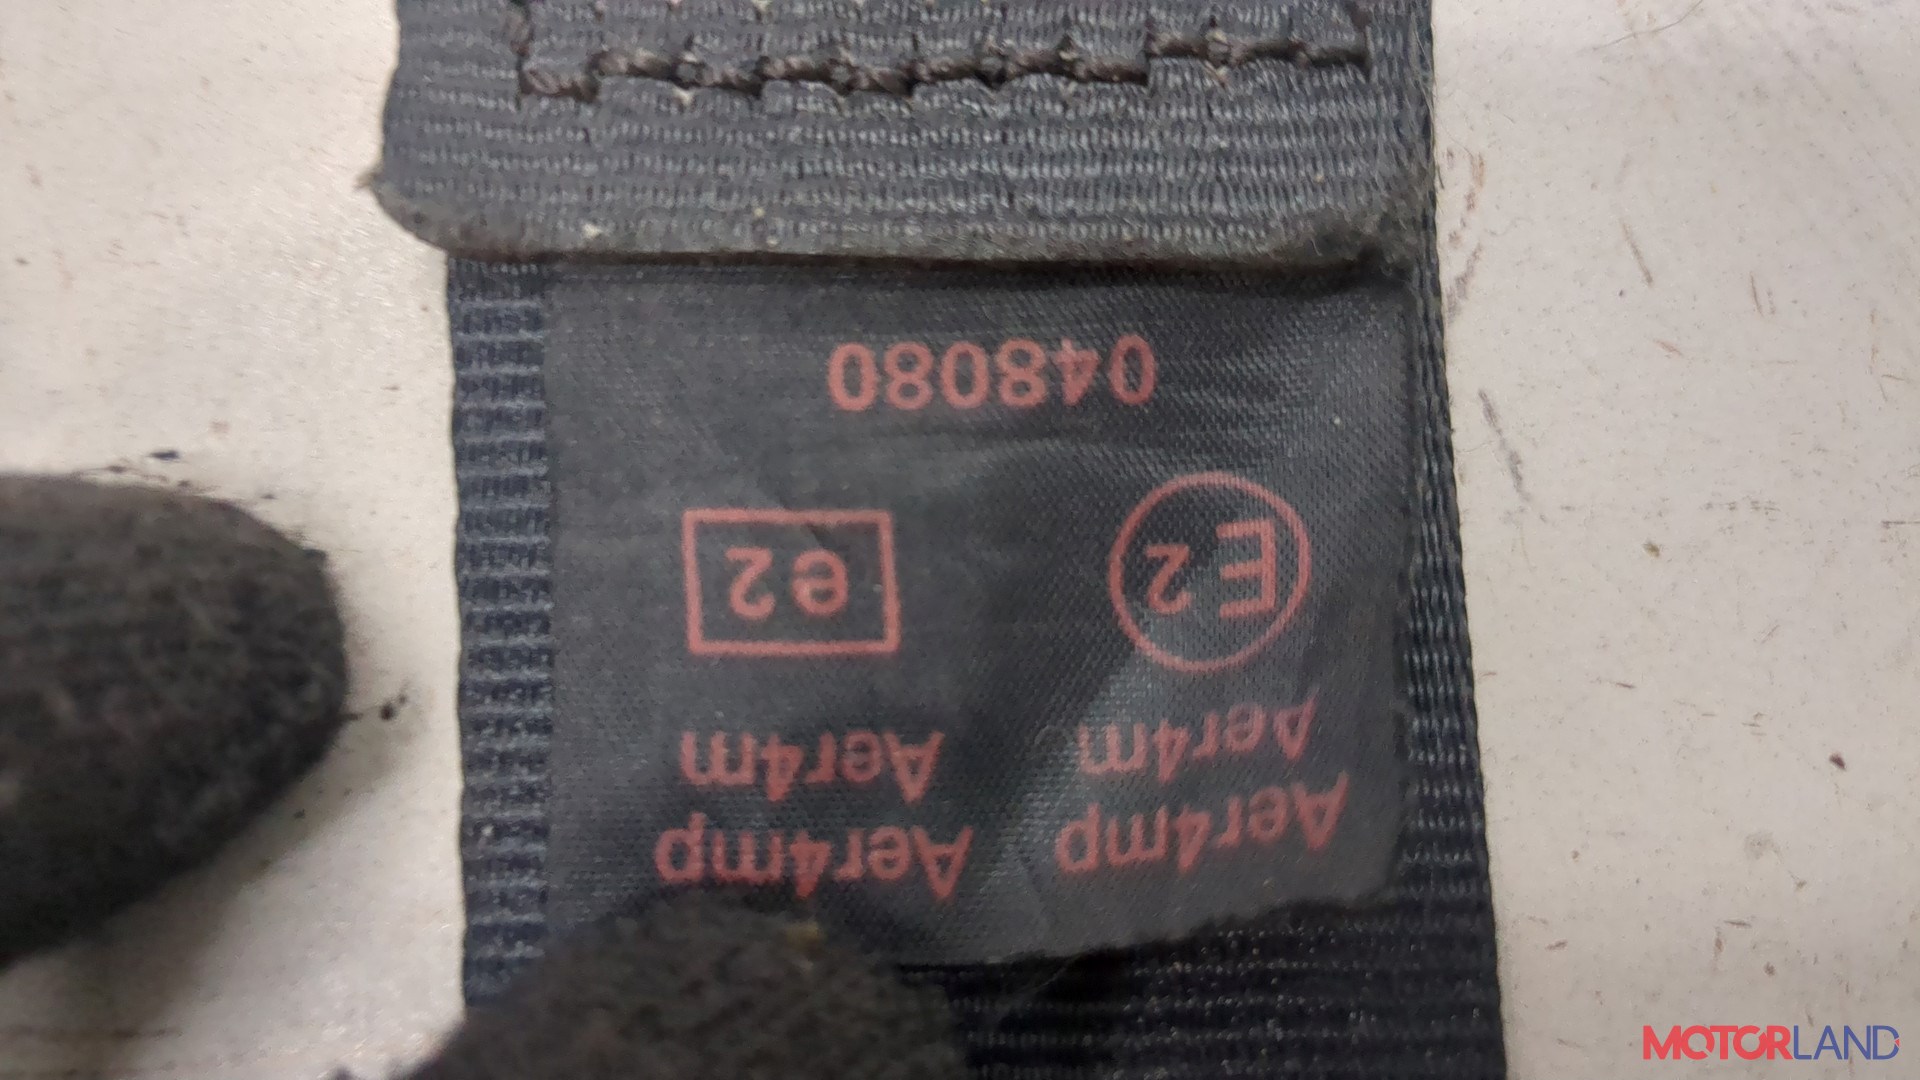 Aer4mp Aer4mp
Aer4m Aer4m
E2 e2
048080
MOTORLAND